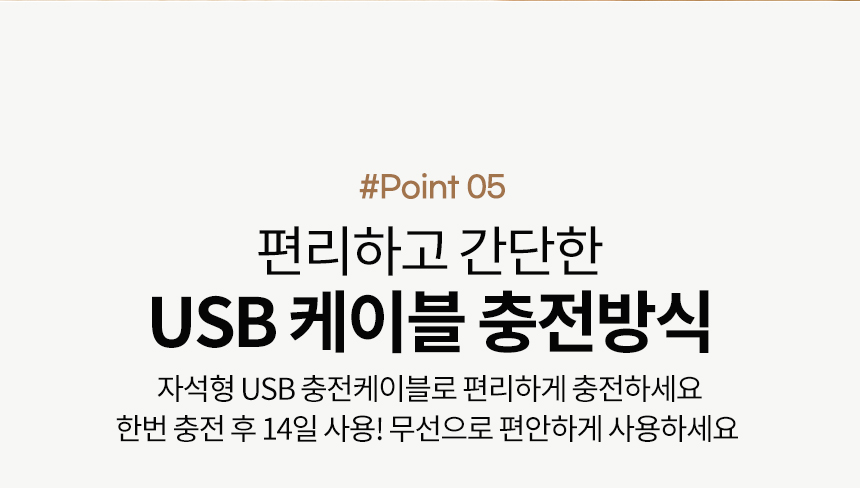 #Point 05
편리하고 간단한
USB 케이블 충전방식
자석형 USB 충전케이블로 편리하게 충전하세요
한번 충전 후 14일 사용! 무선으로 편안하게 사용하세요